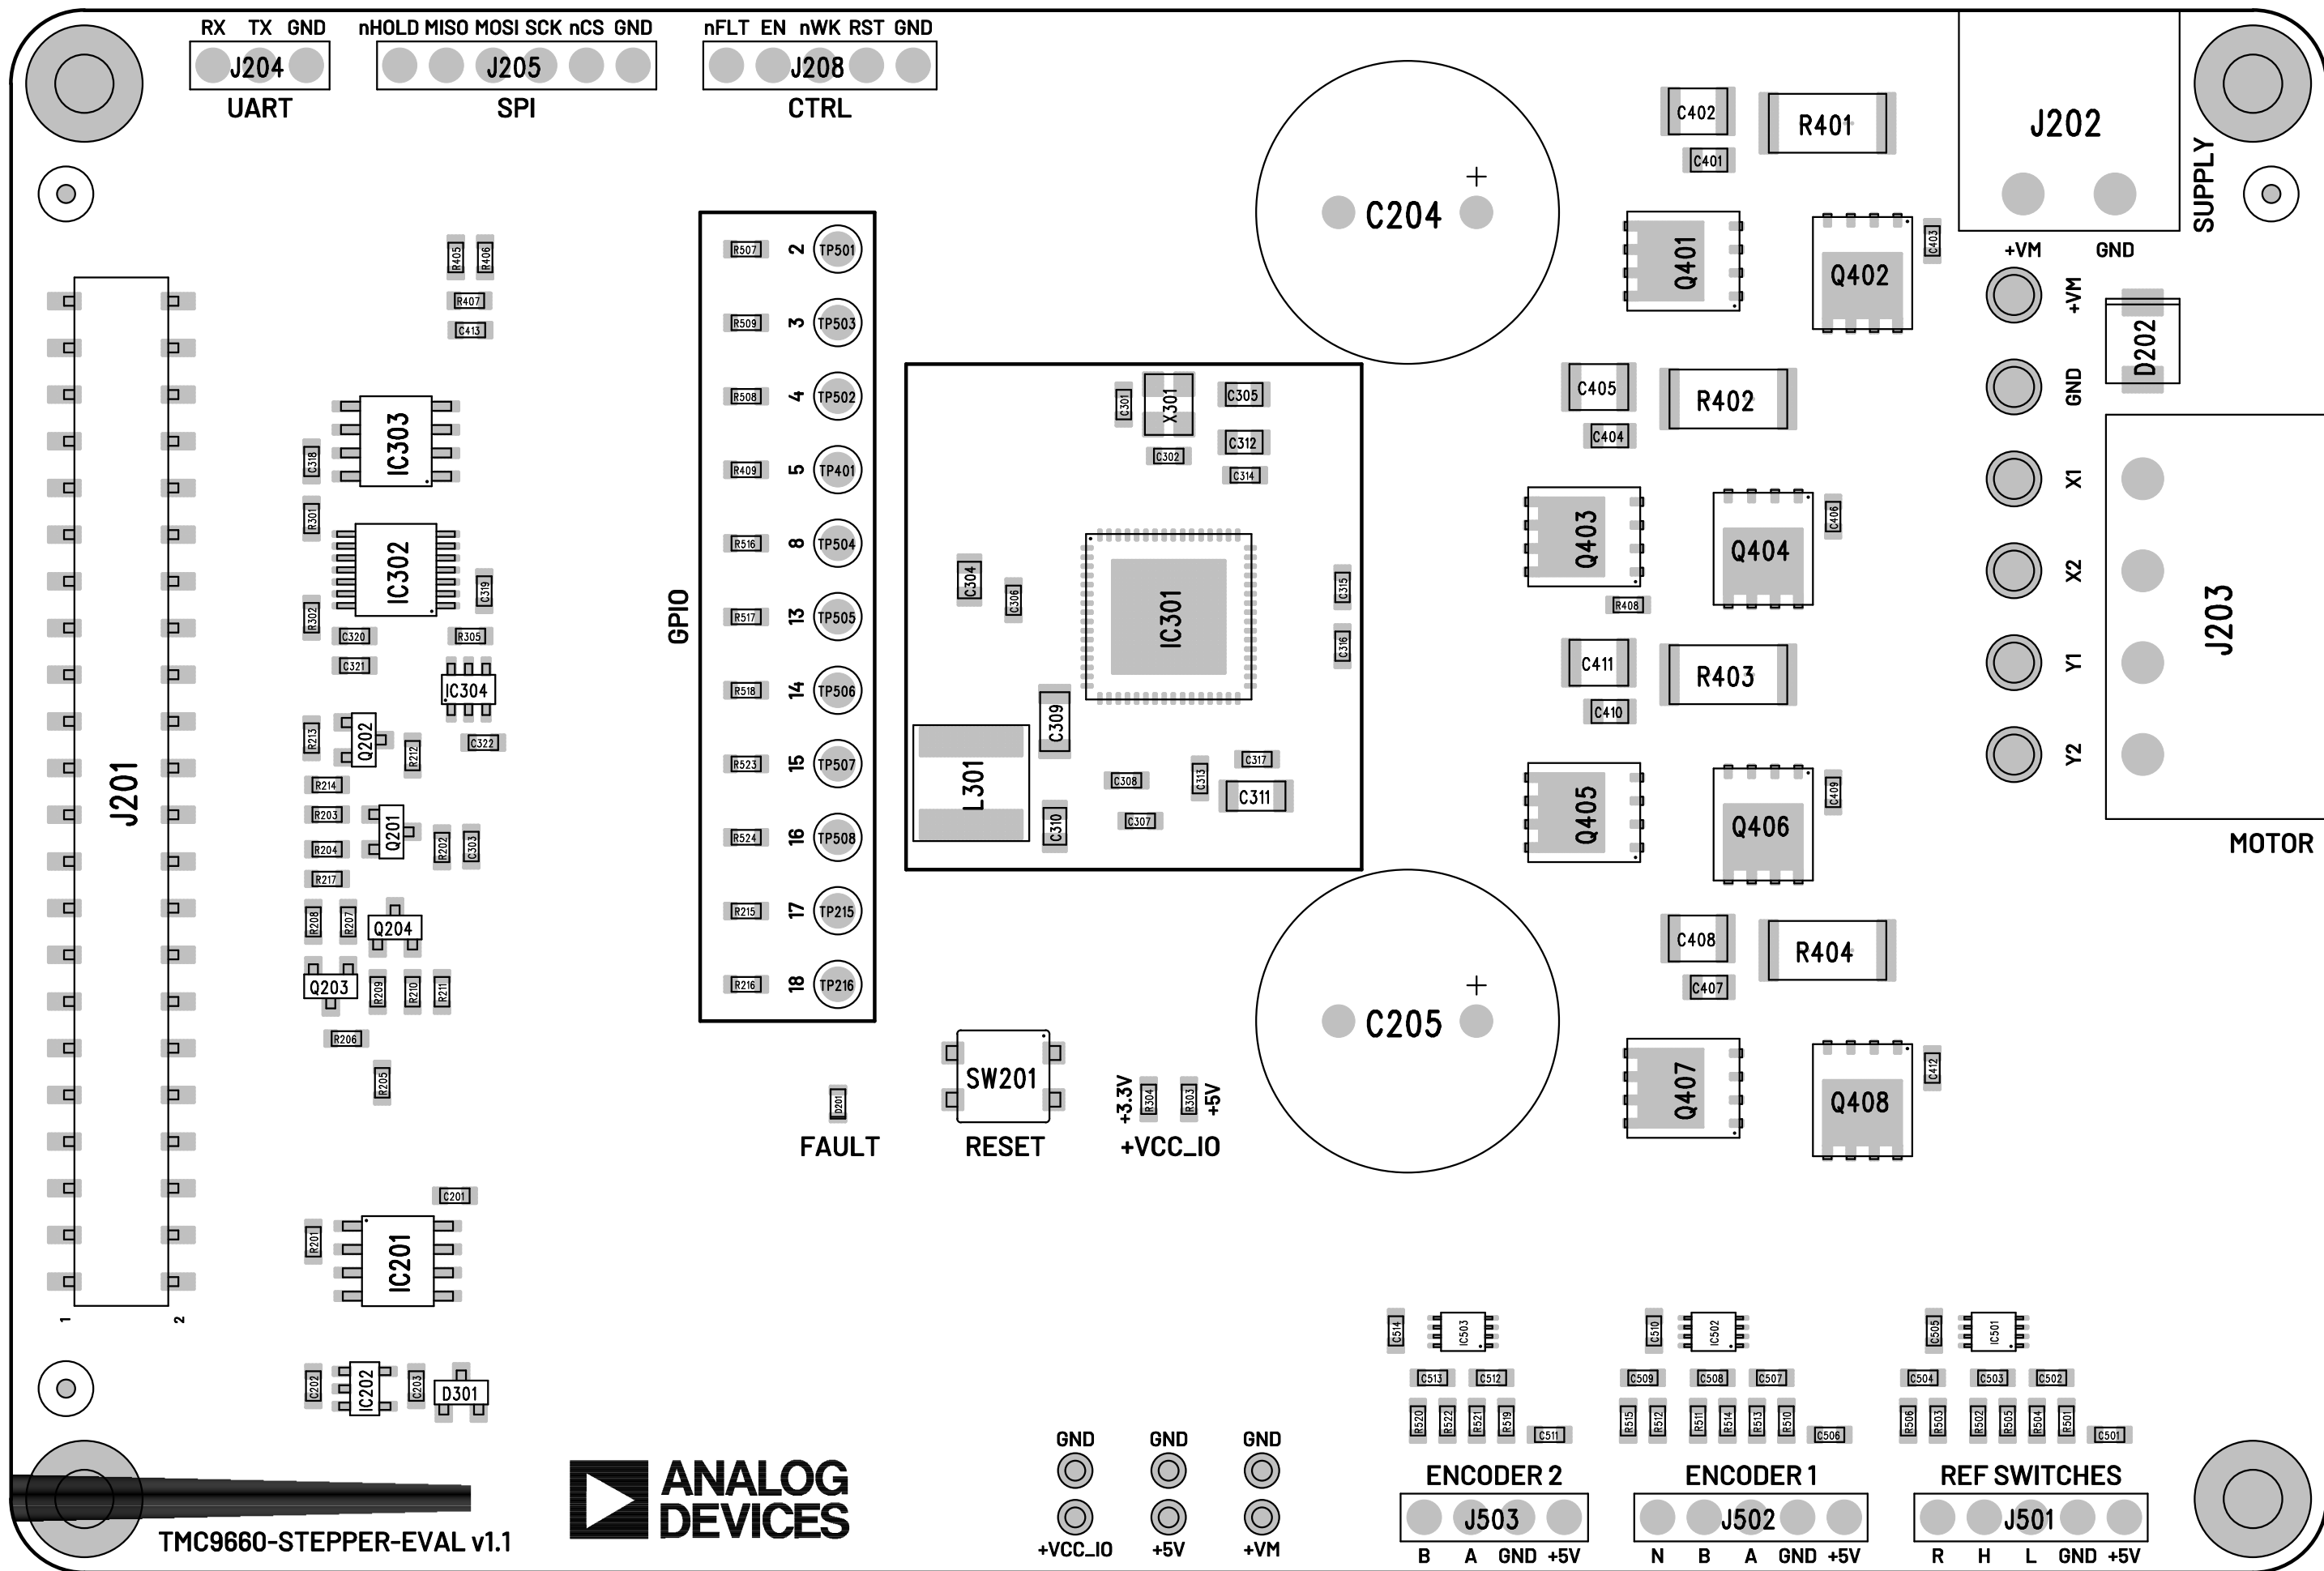 RX TX GND
J204
UART
nHOLD MISO MOSI SCK nCS GND
J205
SPI
nFLT EN nWK RST GND
J208
CTRL
C204
+
C402
R401
C401
J202
SUPPLY
+VM GND
Q401
Q402
C403
+VM
GND
X1
X2
Y1
Y2
D202
J203
MOTOR
C405
R402
C404
Q403
Q404
C406
R408
C411
R403
C410
Q405
Q406
C409
C408
R404
C407
Q407
Q408
C412
J201
1
2
R405
R406
R407
C413
IC303
C318
R301
IC302
C319
R302
C320
R305
C321
IC304
Q202
R213
R212
C322
R214
R203
Q201
R204
R202
C303
R217
R208
R207
Q204
Q203
R209
R210
R211
R206
R205
C201
R201
IC201
C202
IC202
C203
D301
GPIO
R507 2 TP501
R509 3 TP503
R508 4 TP502
R409 5 TP401
R516 8 TP504
R517 13 TP505
R518 14 TP506
R523 15 TP507
R524 16 TP508
R215 17 TP215
R216 18 TP216
C301
X301
C305
C312
C302
C314
C304
C306
IC301
C315
C316
C309
L301
C308
C313
C317
C311
C310
C307
C205
+
D201
FAULT
SW201
RESET
+3.3V
R304
R303
+5V
+VCC_IO
C514
IC503
C513
C512
R520
R522
R521
R519
C511
ENCODER 2
J503
B A GND +5V
C510
IC502
C509
C508
C507
R515
R512
R511
R514
R513
R510
C506
ENCODER 1
J502
N B A GND +5V
C505
IC501
C504
C503
C502
R506
R503
R502
R505
R504
R501
C501
REF SWITCHES
J501
R H L GND +5V
GND GND GND
+VCC_IO +5V +VM
ANALOG
DEVICES
TMC9660-STEPPER-EVAL v1.1